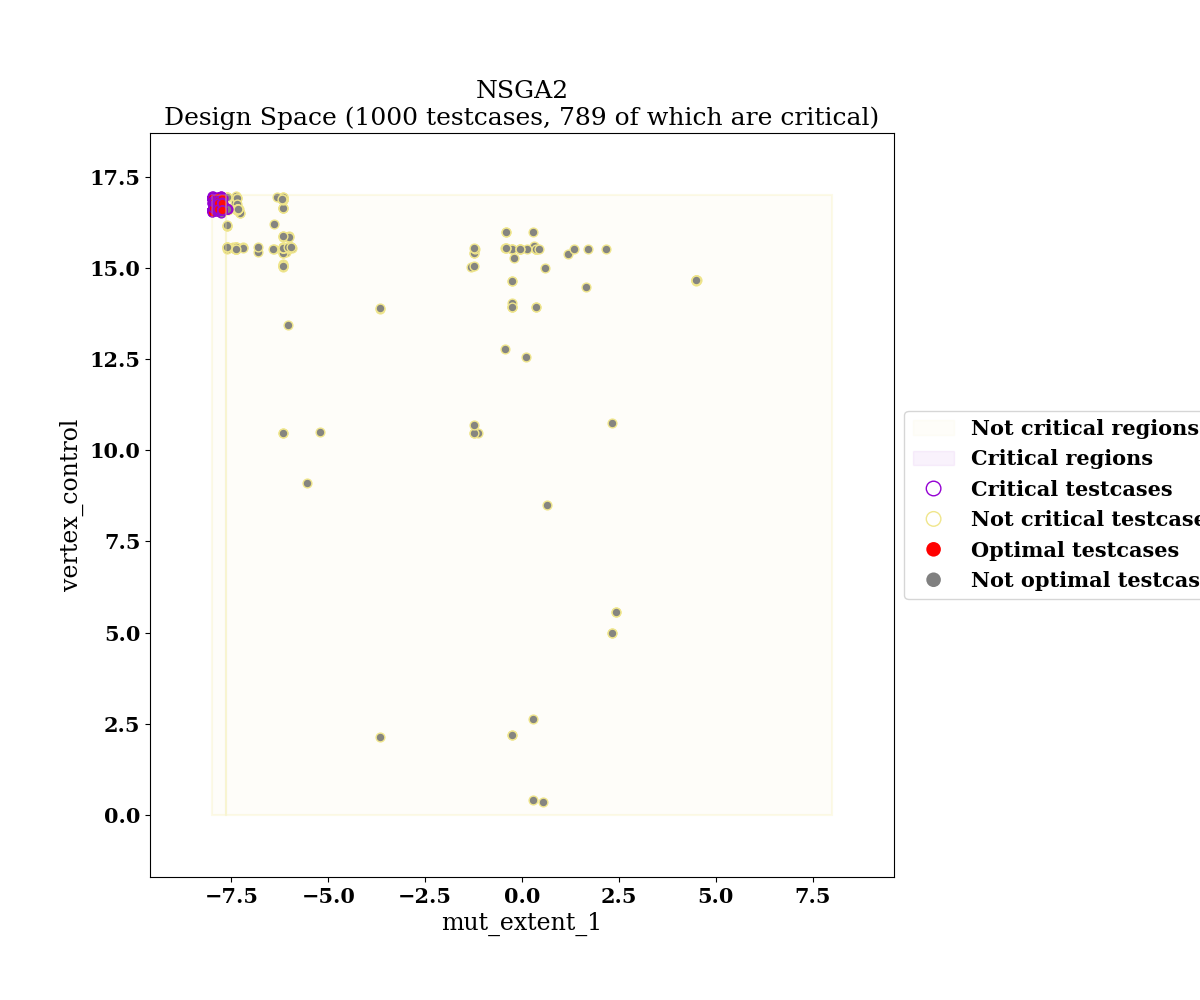 NSGA2
Design Space (1000 testcases, 789 of which are critical)
17.5
15.0
12.5
10.0
7.5
5.0
2.5
0.0
vertex_control
−7.5
−5.0
−2.5
0.0
2.5
5.0
7.5
mut_extent_1
Not critical regions
Critical regions
Critical testcases
Not critical testcase
Optimal testcases
Not optimal testcas